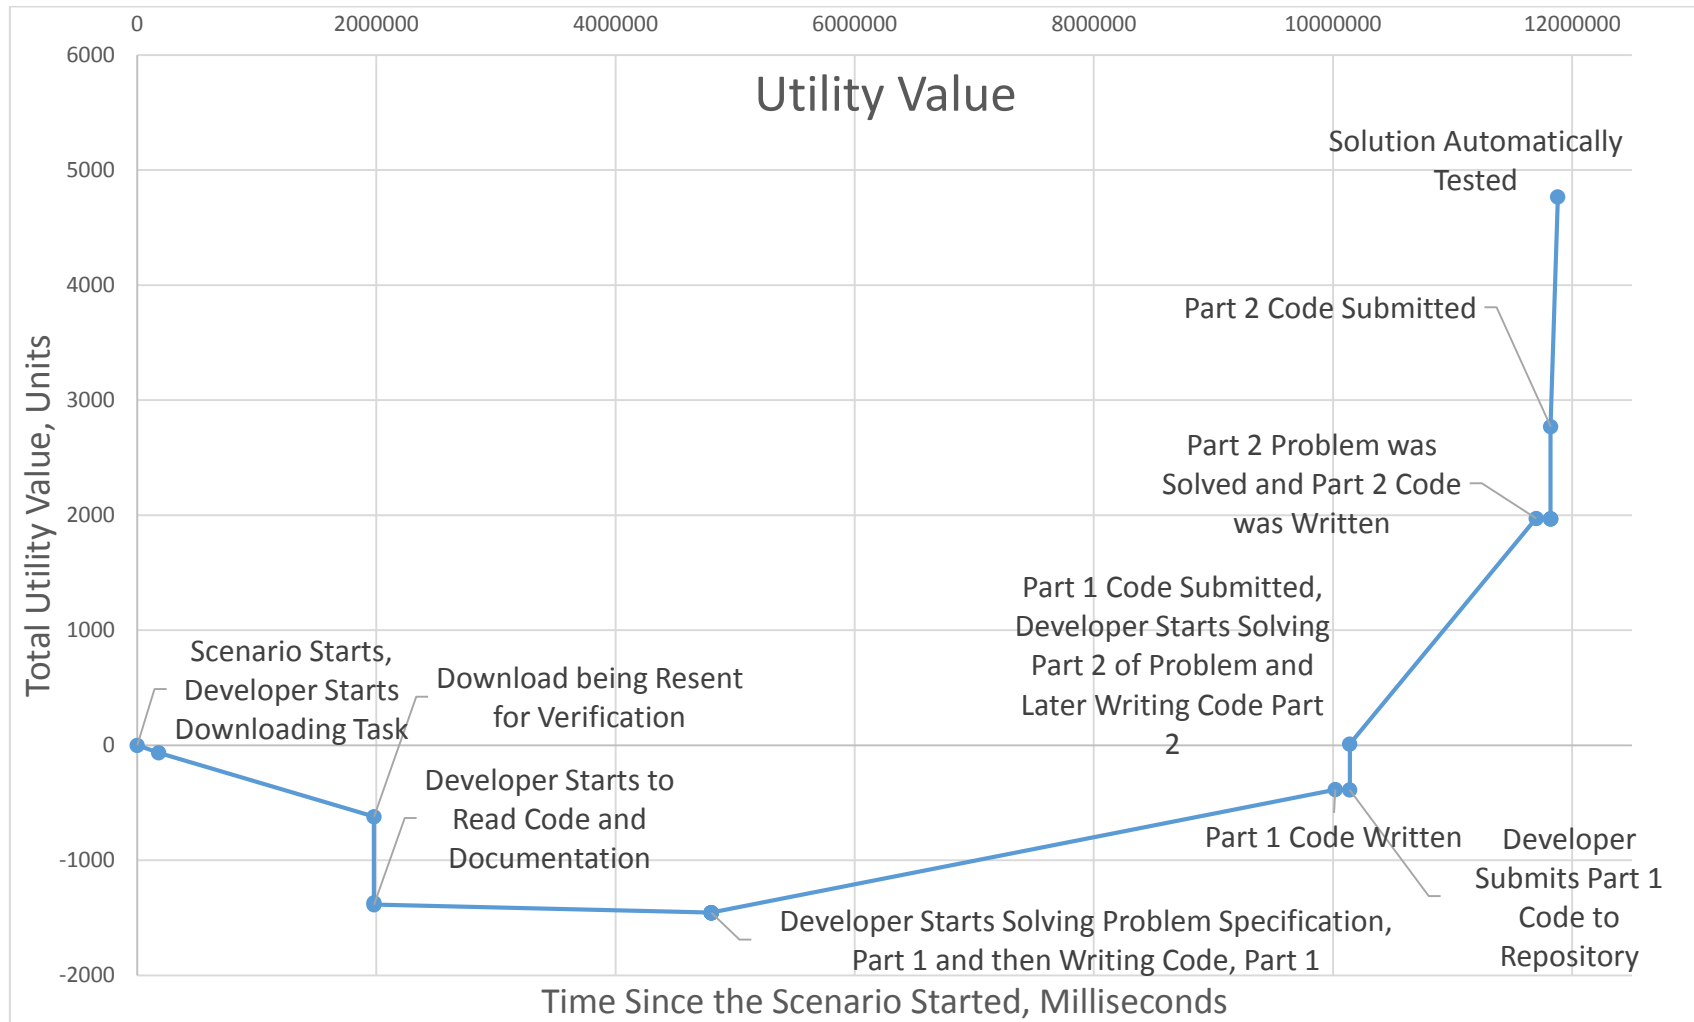 0 2000000 4000000 6000000 8000000 10000000 12000000
6000
5000
4000
3000
2000
1000
0
-1000
-2000
Utility Value
Total Utility Value, Units
Time Since the Scenario Started, Milliseconds
Scenario Starts,
Developer Starts
Downloading Task
Download being Resent
for Verification
Developer Starts to
Read Code and
Documentation
Developer Starts Solving Problem Specification,
Part 1 and then Writing Code, Part 1
Part 1 Code Written
Developer
Submits Part 1
Code to
Repository
Part 1 Code Submitted,
Developer Starts Solving
Part 2 of Problem and
Later Writing Code Part
2
Part 2 Problem was
Solved and Part 2 Code
was Written
Part 2 Code Submitted
Solution Automatically
Tested